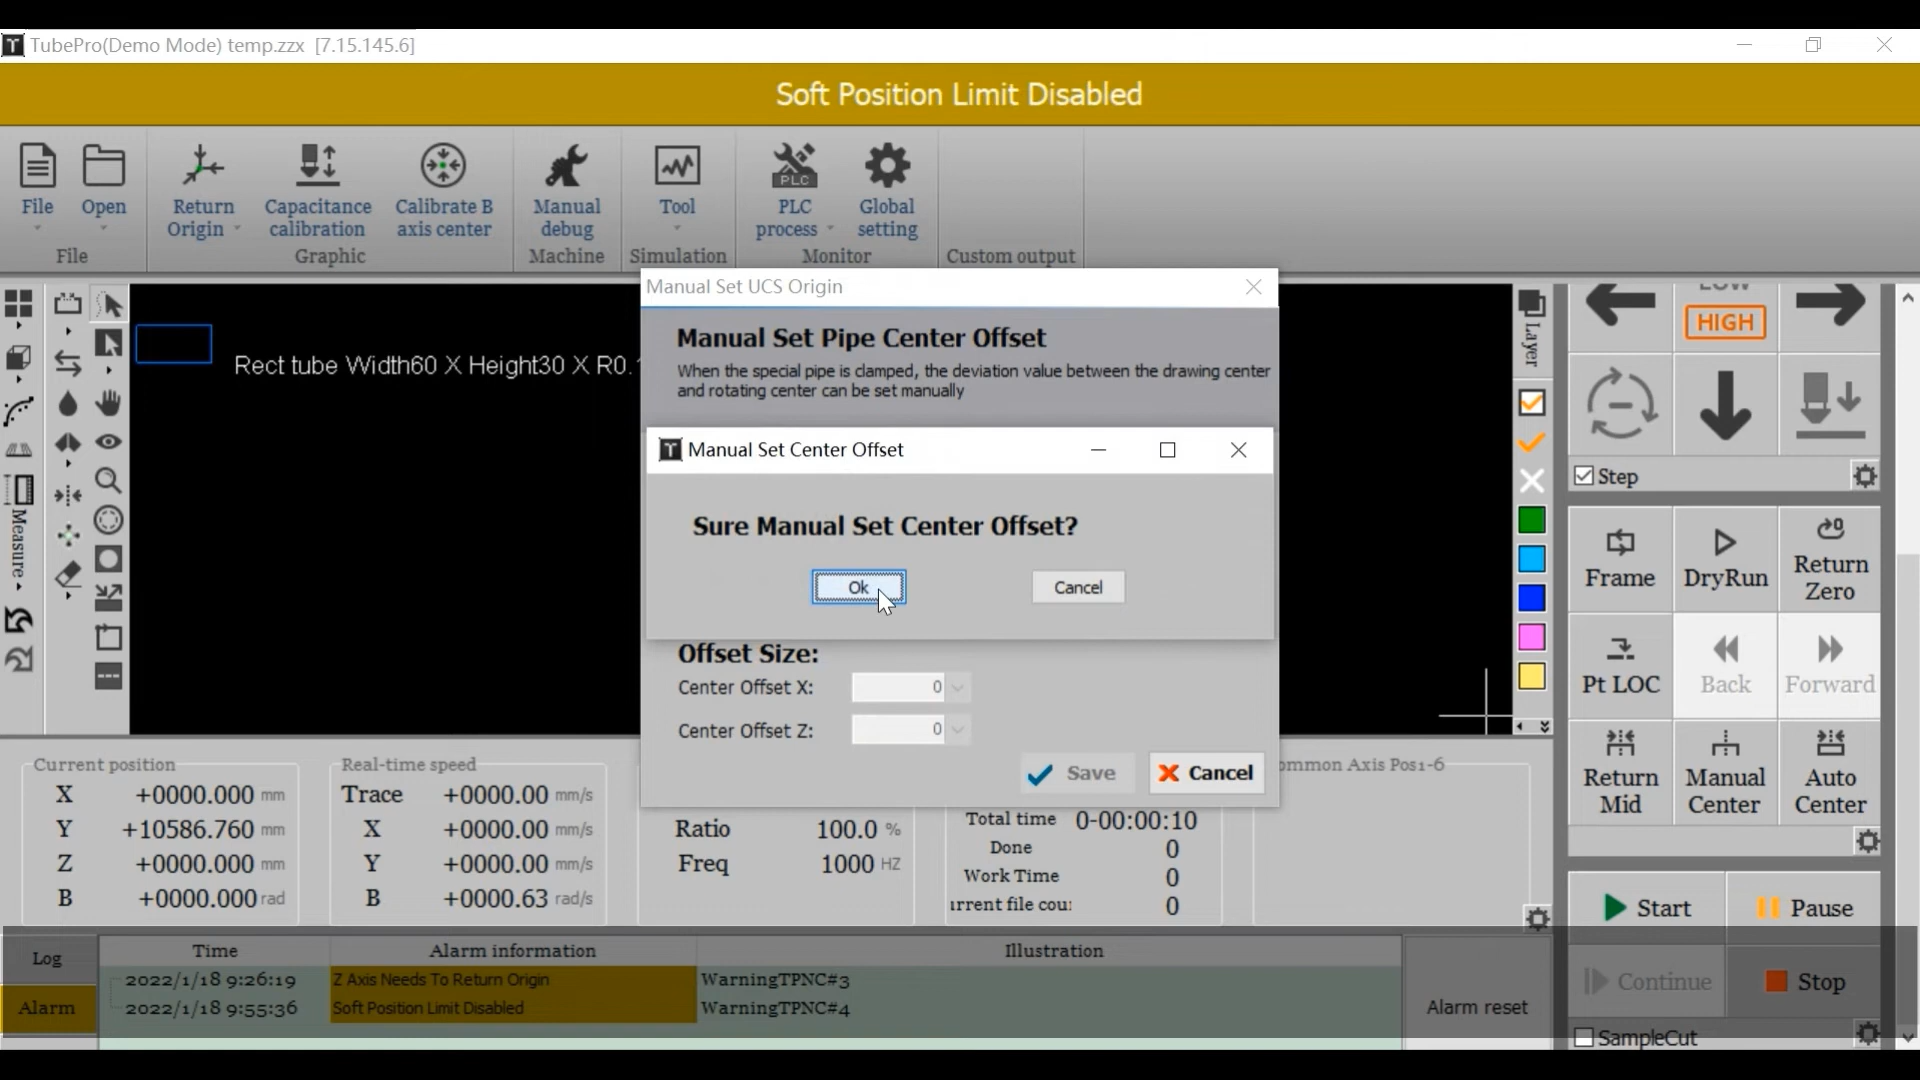 TubePro(Demo Mode) temp.zzx [7.15.145.6]
Soft Position Limit Disabled
File
Open
Return
Origin
Capacitance
calibration
Calibrate B
axis center
Manual
debug
Tool
PLC
PLC
process
Global
setting
File
Graphic
Machine
Simulation
Monitor
Custom output
Manual Set UCS Origin
Manual Set Pipe Center Offset
When the special pipe is clamped, the deviation value between the drawing center
and rotating center can be set manually
Manual Set Center Offset
Sure Manual Set Center Offset?
Ok
Cancel
Offset Size:
Center Offset X: 0
Center Offset Z: 0
Save
Cancel
Rect tube Width60 X Height30 X R0.
Measure
Layer
LOW
HIGH
Step
Frame
DryRun
Return
Zero
Pt LOC
Back
Forward
Return
Mid
Manual
Center
Auto
Center
Start
Pause
Continue
Stop
SampleCut
Current position
X +0000.000 mm
Y +10586.760 mm
Z +0000.000 mm
B +0000.000 rad
Real-time speed
Trace +0000.00 mm/s
X +0000.00 mm/s
Y +0000.00 mm/s
B +0000.63 rad/s
Ratio 100.0 %
Freq 1000 HZ
Total time 0-00:00:10
Done 0
Work Time 0
urrent file cou: 0
ommon Axis Pos1-6
Log
Alarm
Time Alarm information Illustration
2022/1/18 9:26:19 Z Axis Needs To Return Origin WarningTPNC#3
2022/1/18 9:55:36 Soft Position Limit Disabled WarningTPNC#4
Alarm reset